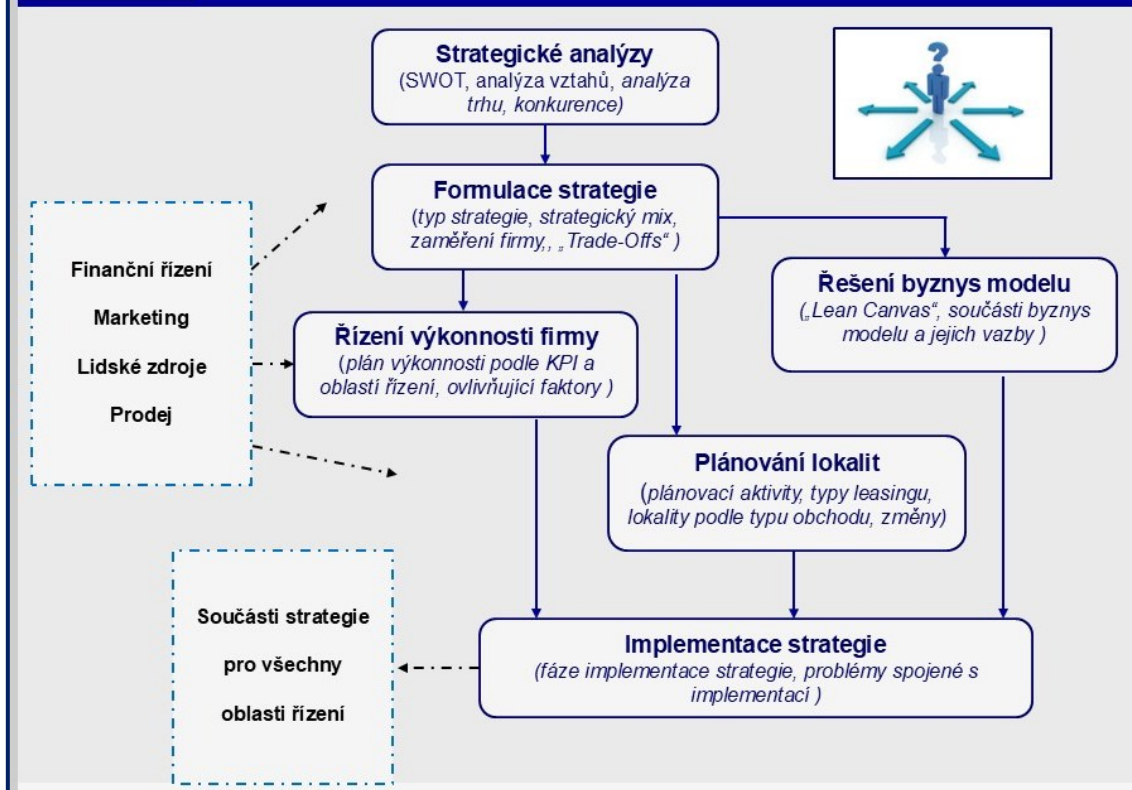 Strategické analýzy
(SWOT, analýza vztahů, analýza
trhu, konkurence)
?
Formulace strategie
(typ strategie, strategický mix,
zaměření firmy,, „Trade-Offs“ )
Finanční řízení
Marketing
Lidské zdroje
Prodej
Řešení byznys modelu
(„Lean Canvas“, součásti byznys
modelu a jejich vazby )
Řízení výkonnosti firmy
(plán výkonnosti podle KPI a
oblastí řízení, ovlivňující faktory )
Plánování lokalit
(plánovací aktivity, typy leasingu,
lokality podle typu obchodu, změny)
Součásti strategie
pro všechny
oblasti řízení
Implementace strategie
(fáze implementace strategie, problémy spojené s
implementací )